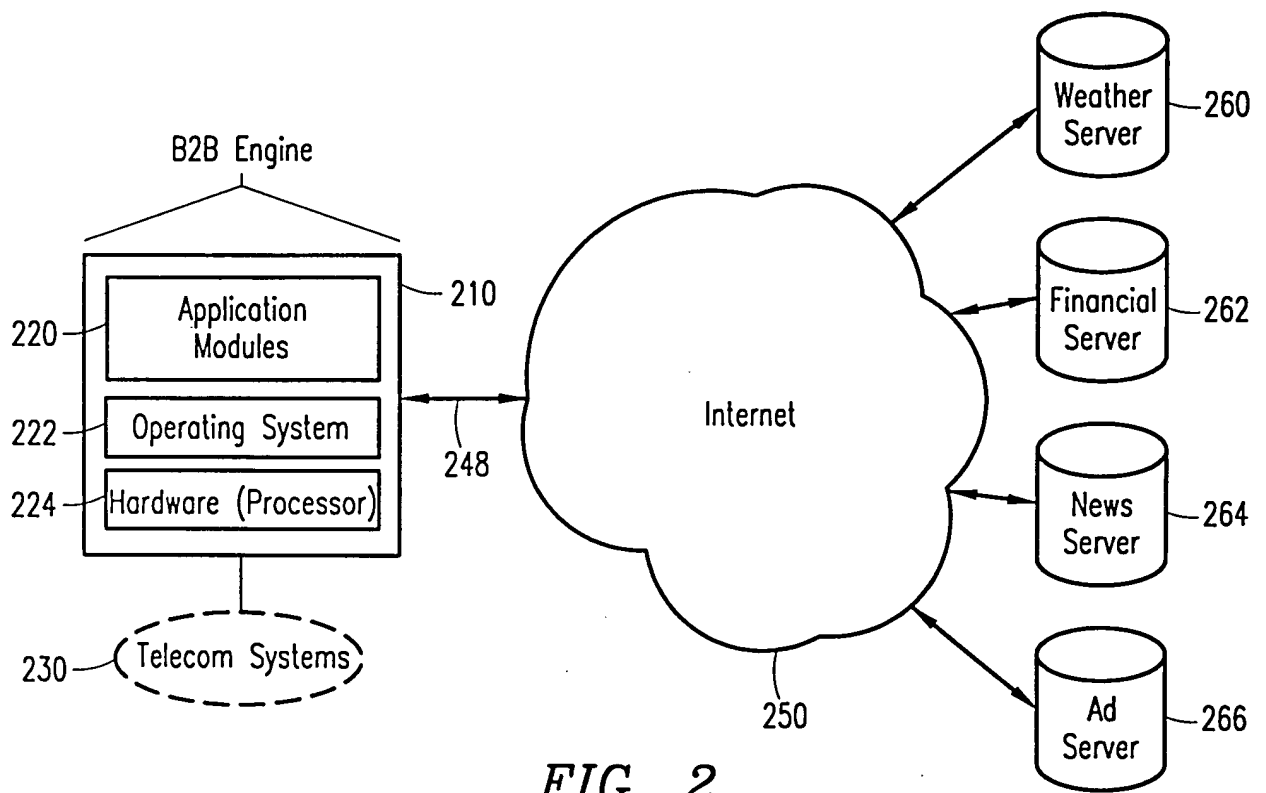 B2B Engine
210
220
Application
Modules
222
Operating System
224
Hardware (Processor)
248
230
Telecom Systems
Internet
250
Weather
Server
260
Financial
Server
262
News
Server
264
Ad
Server
266
FIG. 2